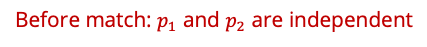 Before match: p₁ and p₂ are independent